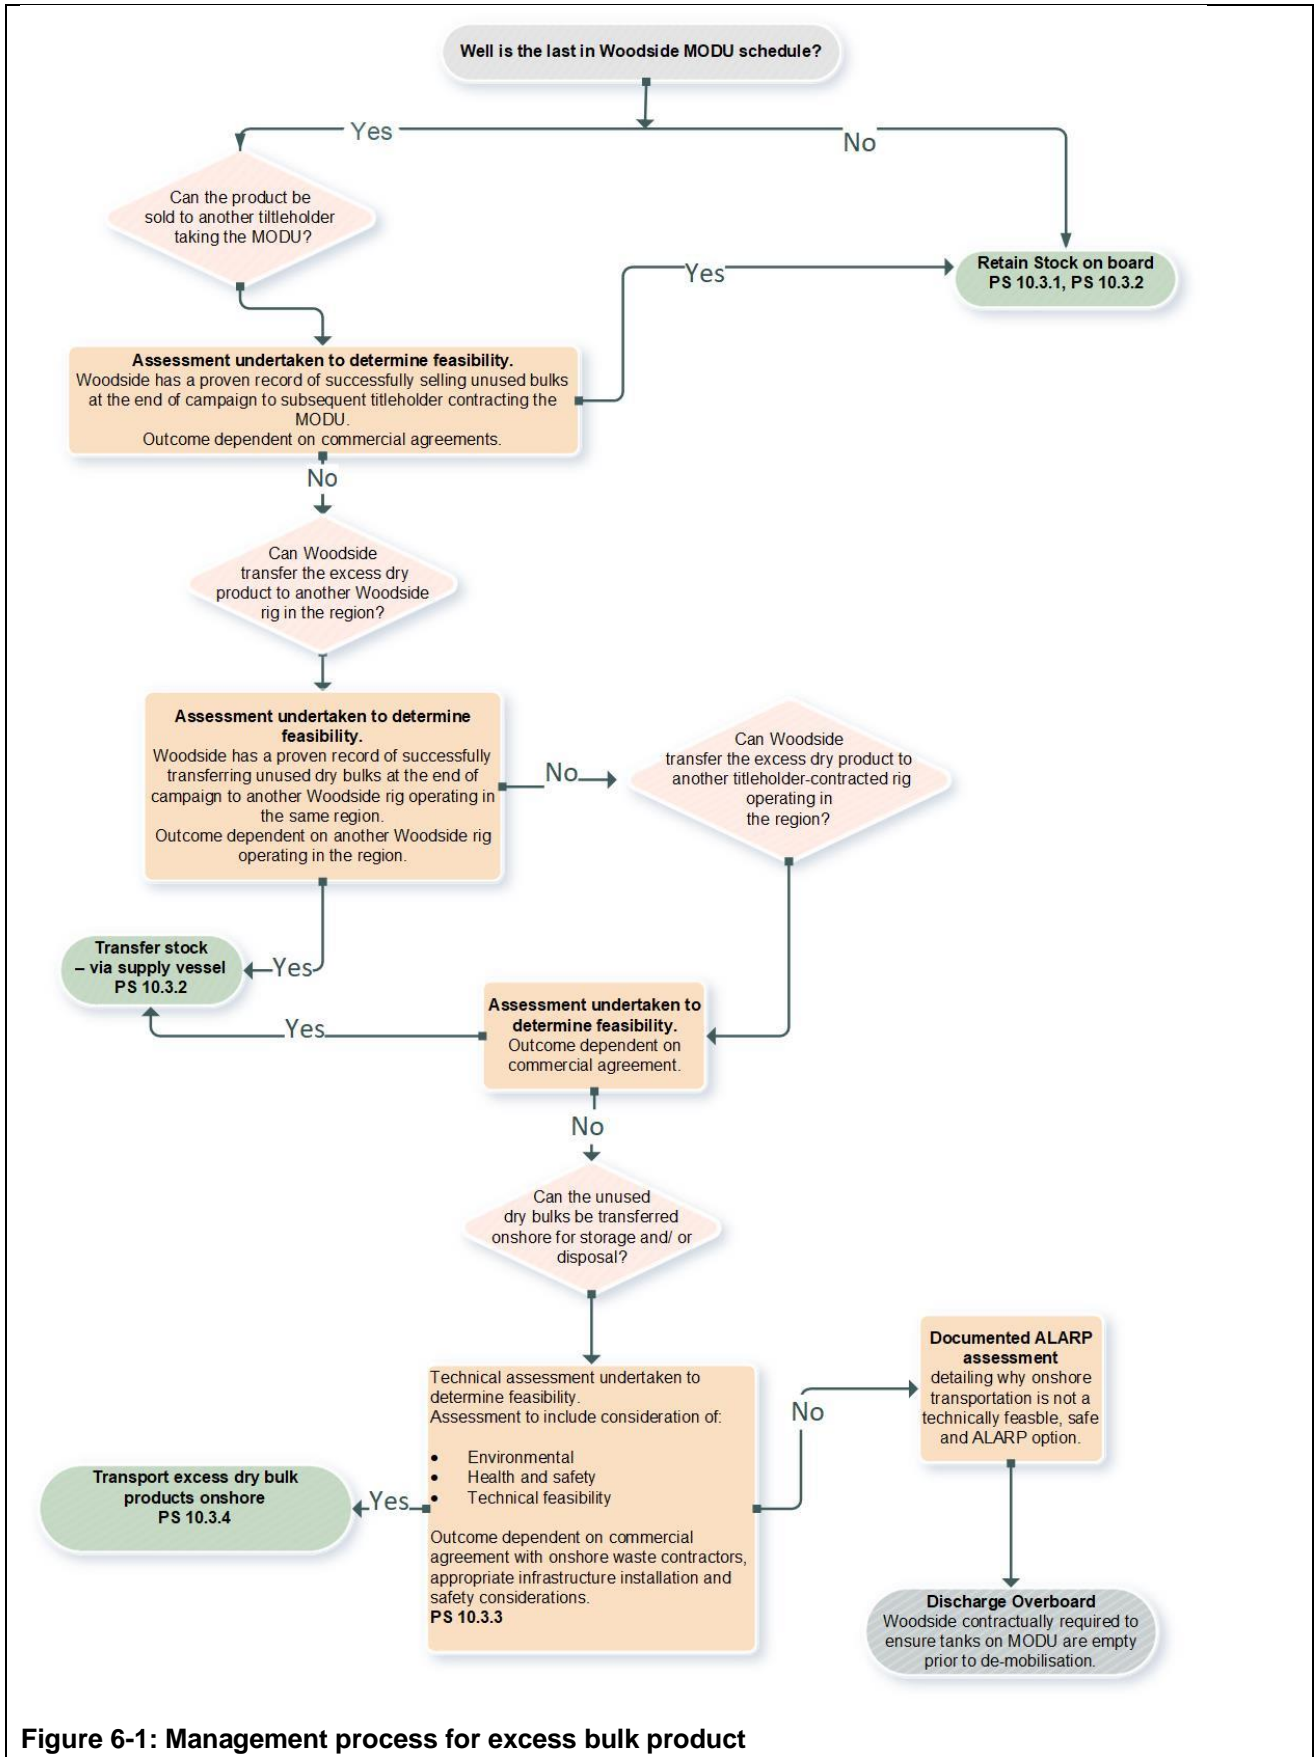 Well is the last in Woodside MODU schedule?
Yes
No
Can the product be
sold to another tiltleholder
taking the MODU?
Yes
Retain Stock on board
PS 10.3.1, PS 10.3.2
Assessment undertaken to determine feasibility.
Woodside has a proven record of successfully selling unused bulks
at the end of campaign to subsequent titleholder contracting the
MODU.
Outcome dependent on commercial agreements.
No
Can Woodside
transfer the excess dry
product to another Woodside
rig in the region?
Assessment undertaken to determine
feasibility.
Woodside has a proven record of successfully
transferring unused dry bulks at the end of
campaign to another Woodside rig operating in
the same region.
Outcome dependent on another Woodside rig
operating in the region.
No
Can Woodside
transfer the excess dry product to
another titleholder-contracted rig
operating in
the region?
Transfer stock
– via supply vessel
PS 10.3.2
Yes
Yes
Assessment undertaken to
determine feasibility.
Outcome dependent on
commercial agreement.
No
Can the unused
dry bulks be transferred
onshore for storage and/ or
disposal?
Technical assessment undertaken to
determine feasibility.
Assessment to include consideration of:
• Environmental
• Health and safety
• Technical feasibility
Outcome dependent on commercial
agreement with onshore waste contractors,
appropriate infrastructure installation and
safety considerations.
PS 10.3.3
Yes
Transport excess dry bulk
products onshore
PS 10.3.4
No
Documented ALARP
assessment
detailing why onshore
transportation is not a
technically feasble, safe
and ALARP option.
Discharge Overboard
Woodside contractually required to
ensure tanks on MODU are empty
prior to de-mobilisation.
Figure 6-1: Management process for excess bulk product